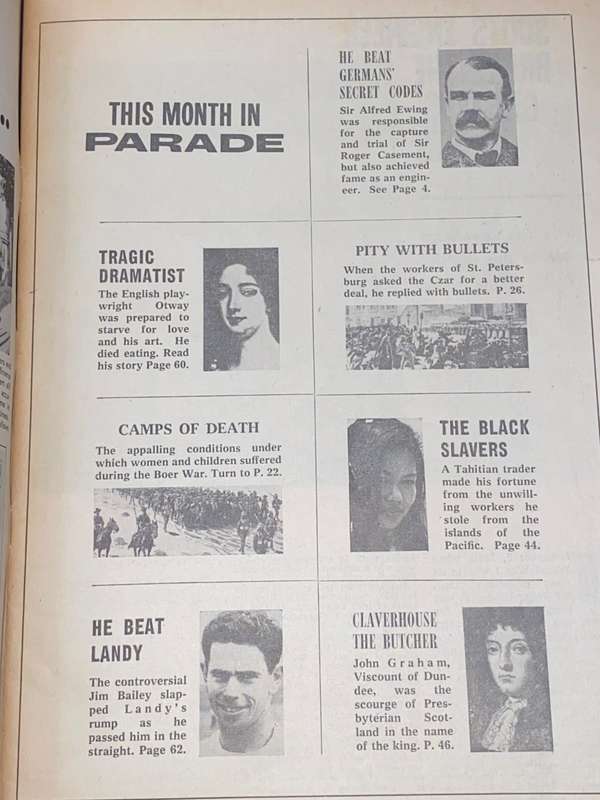 THIS MONTH IN
PARADE
HE BEAT
GERMANS'
SECRET CODES
Sir Alfred Ewing
was responsible
for the capture
and trial of Sir
Roger Casement,
but also achieved
fame as an engin-
eer. See Page 4.
TRAGIC
DRAMATIST
The English play-
wright Otway
was prepared to
starve for love
and his art. He
died eating. Read
his story Page 60.
PITY WITH BULLETS
When the workers of St. Peters-
burg asked the Czar for a better
deal, he replied with bullets. P. 26.
CAMPS OF DEATH
The appalling conditions under
which women and children suffered
during the Boer War. Turn to P. 22.
THE BLACK
SLAVERS
A Tahitian trader
made his fortune
from the unwill-
ing workers he
stole from the
islands of the
Pacific. Page 44.
HE BEAT
LANDY
The controversial
Jim Bailey slap-
ped Landy's
rump as he
passed him in the
straight. Page 62.
CLAVERHOUSE
THE BUTCHER
John Graham,
Viscount of Dun-
dee, was the
scourge of Pres-
byterian Scot-
land in the name
of the king. P. 46.